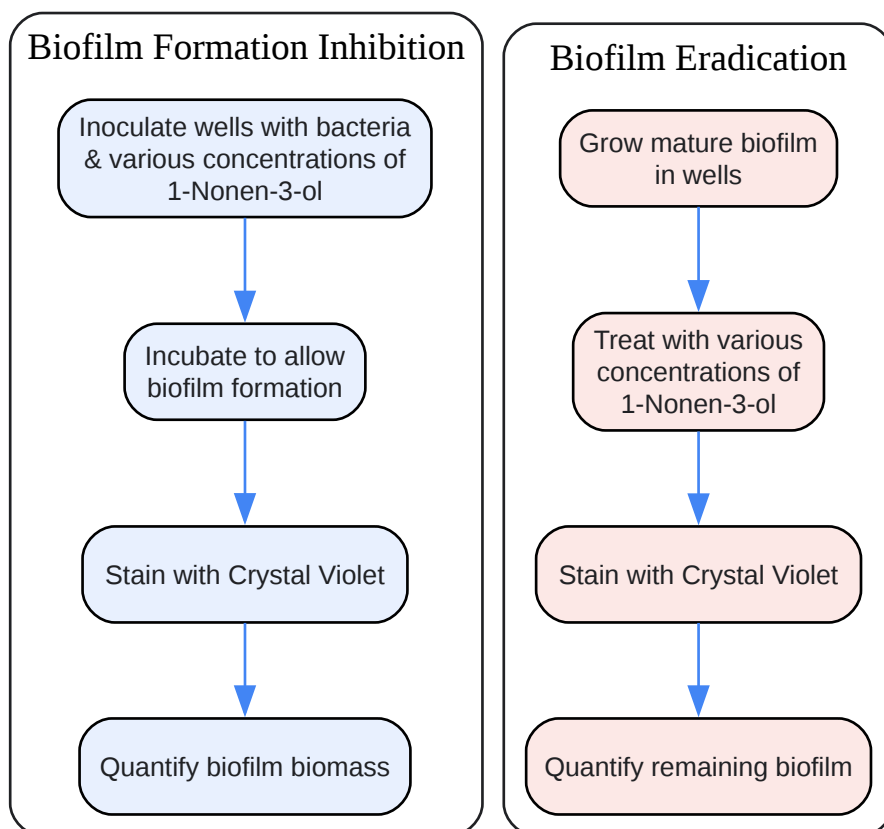 Biofilm Formation Inhibition
Inoculate wells with bacteria
& various concentrations of
1-Nonen-3-ol
Incubate to allow
biofilm formation
Stain with Crystal Violet
Quantify biofilm biomass
Biofilm Eradication
Grow mature biofilm
in wells
Treat with various
concentrations of
1-Nonen-3-ol
Stain with Crystal Violet
Quantify remaining biofilm